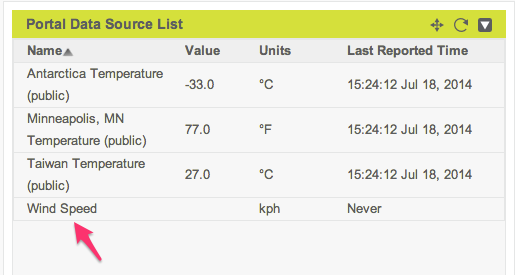 Portal Data Source List
Name Value Units Last Reported Time
Antarctica Temperature
(public) -33.0 °C 15:24:12 Jul 18, 2014
Minneapolis, MN
Temperature (public) 77.0 °F 15:24:12 Jul 18, 2014
Taiwan Temperature
(public) 27.0 °C 15:24:12 Jul 18, 2014
Wind Speed kph Never